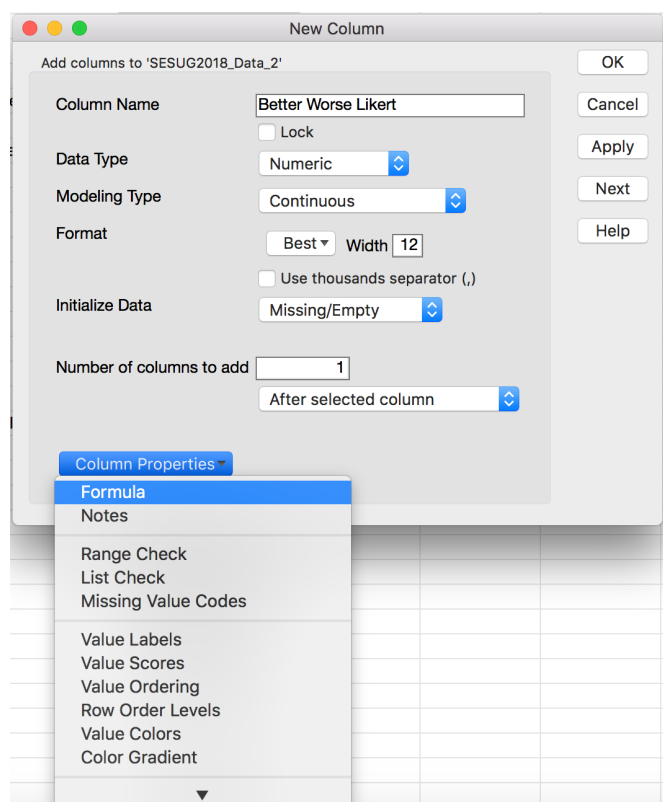 New Column
Add columns to 'SESUG2018_Data_2'
OK
Column Name Better Worse Likert Cancel
Lock
Data Type Numeric Apply
Modeling Type Continuous Next
Format Best Width 12 Help
Use thousands separator (,)
Initialize Data Missing/Empty
Number of columns to add 1
After selected column
Column Properties
Formula
Notes
Range Check
List Check
Missing Value Codes
Value Labels
Value Scores
Value Ordering
Row Order Levels
Value Colors
Color Gradient